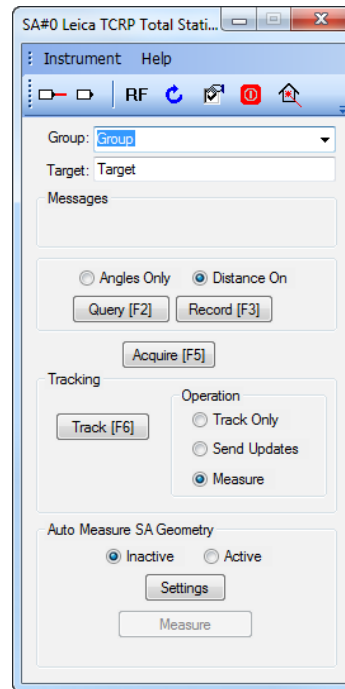 SA#0 Leica TCRP Total Stati...
Instrument Help
RF
Group: Group
Target: Target
Messages
Angles Only Distance On
Query [F2] Record [F3]
Acquire [F5]
Tracking
Operation
Track [F6]
Track Only
Send Updates
Measure
Auto Measure SA Geometry
Inactive Active
Settings
Measure